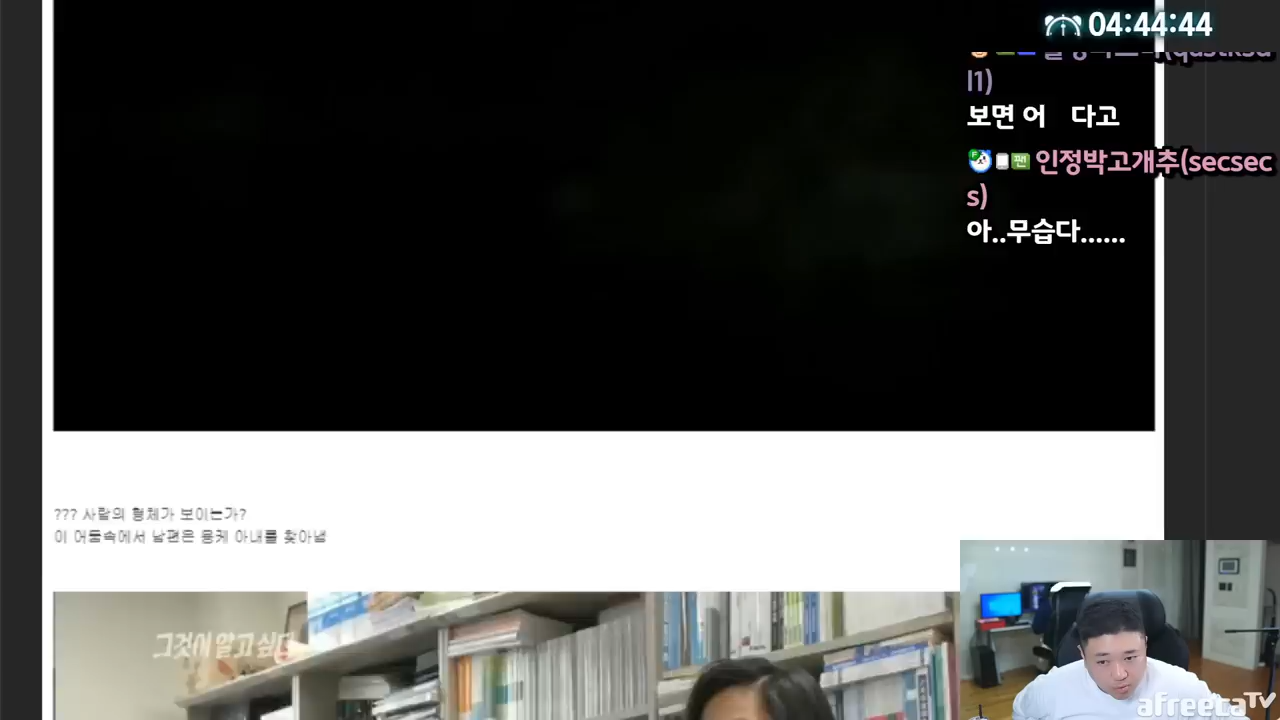 04:44:44
l1)
보면 어 다고
인정박고개추(secsec
s)
아..무습다......
??? 사람의 형체가 보이는가?
이 어둠속에서 남편은 용케 아내를 찾아냄
그것이 알고싶다
afreecaTV